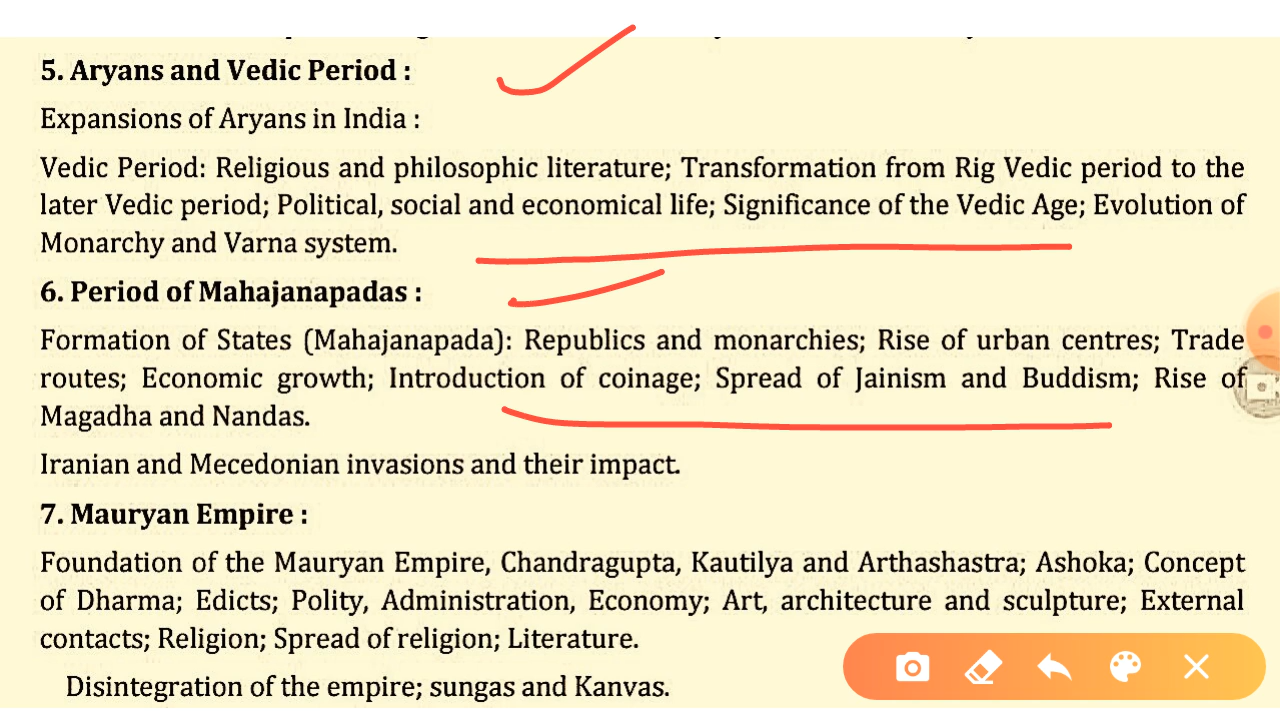 5. Aryans and Vedic Period :
Expansions of Aryans in India :
Vedic Period: Religious and philosophic literature; Transformation from Rig Vedic period to the
later Vedic period; Political, social and economical life; Significance of the Vedic Age; Evolution of
Monarchy and Varna system.
6. Period of Mahajanapadas :
Formation of States (Mahajanapada): Republics and monarchies; Rise of urban centres; Trade
routes; Economic growth; Introduction of coinage; Spread of Jainism and Buddism; Rise of
Magadha and Nandas.
Iranian and Mecedonian invasions and their impact.
7. Mauryan Empire :
Foundation of the Mauryan Empire, Chandragupta, Kautilya and Arthashastra; Ashoka; Concept
of Dharma; Edicts; Polity, Administration, Economy; Art, architecture and sculpture; External
contacts; Religion; Spread of religion; Literature.
Disintegration of the empire; sungas and Kanvas.